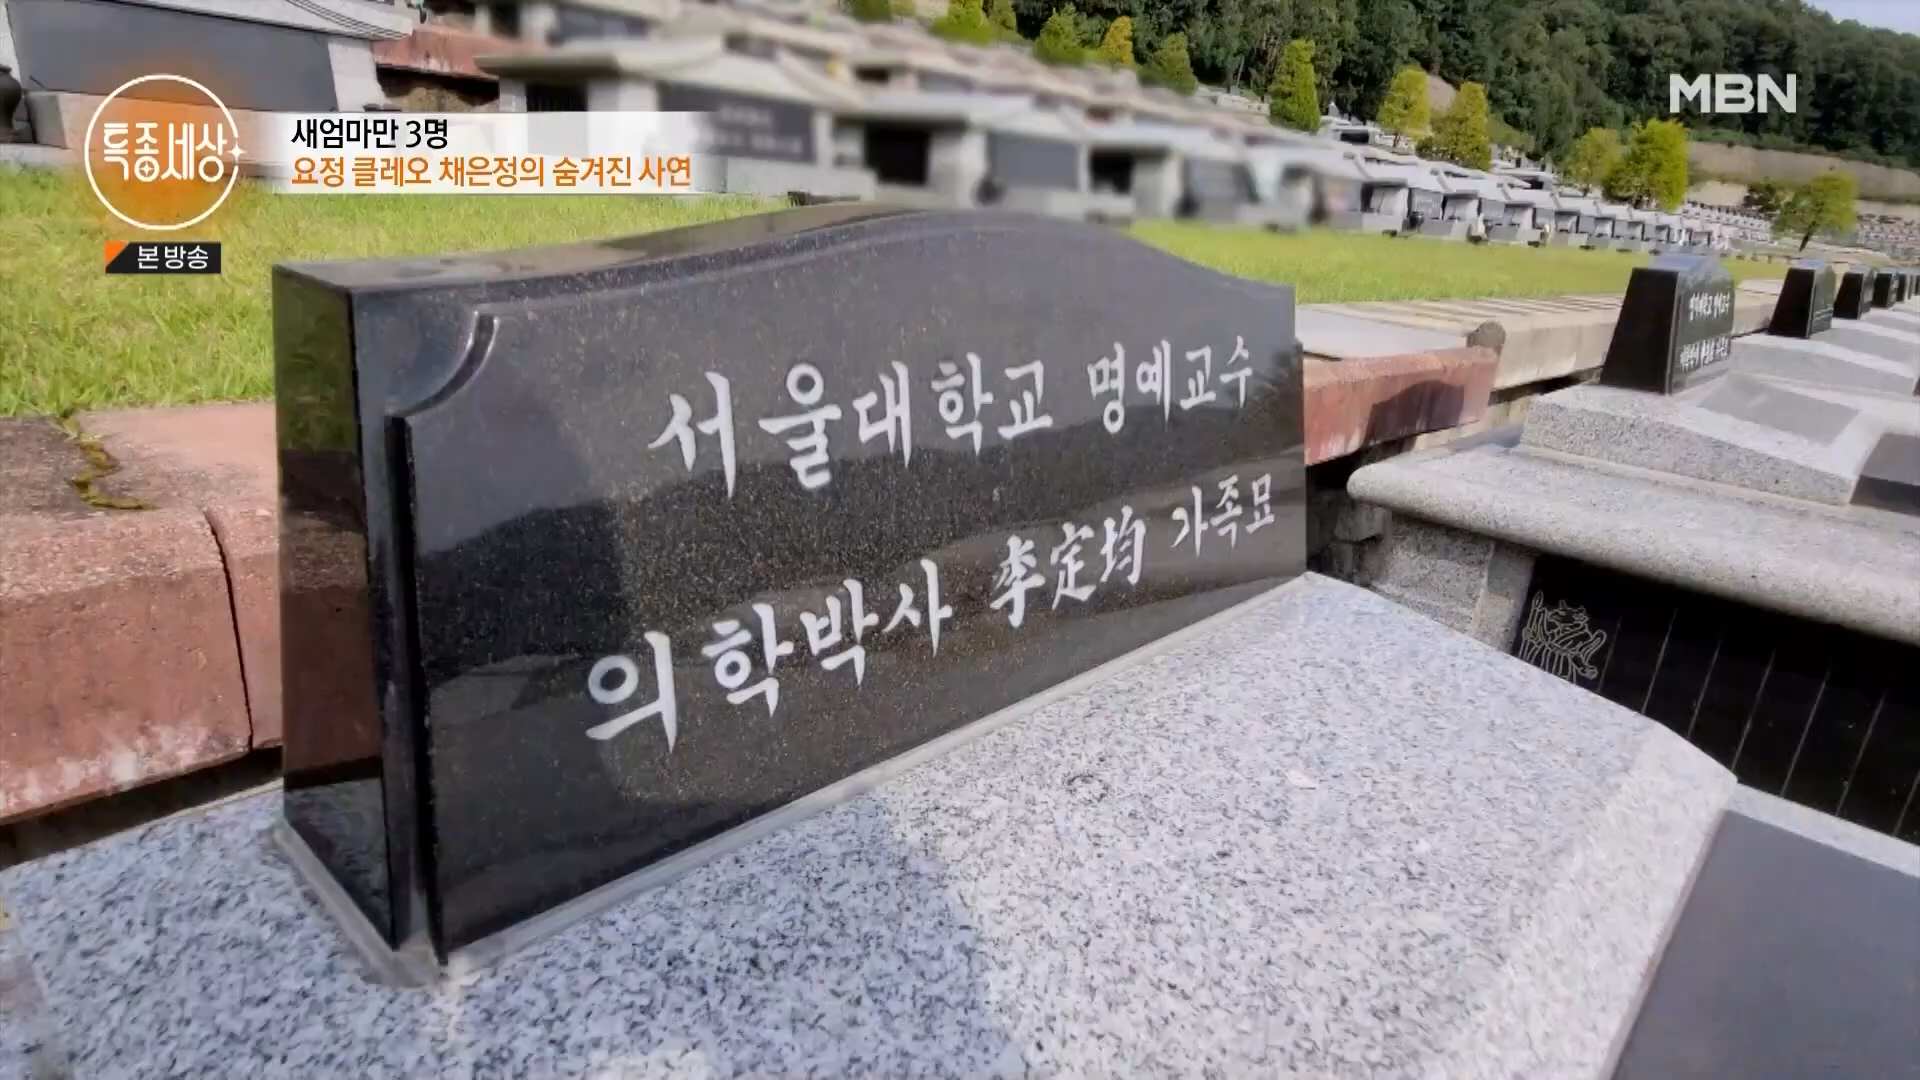 특종세상
새엄마만 3명
요정 클레오 채은정의 숨겨진 사연
본 방송
MBN
서울대학교 명예교수
의학박사 李定均 가족묘